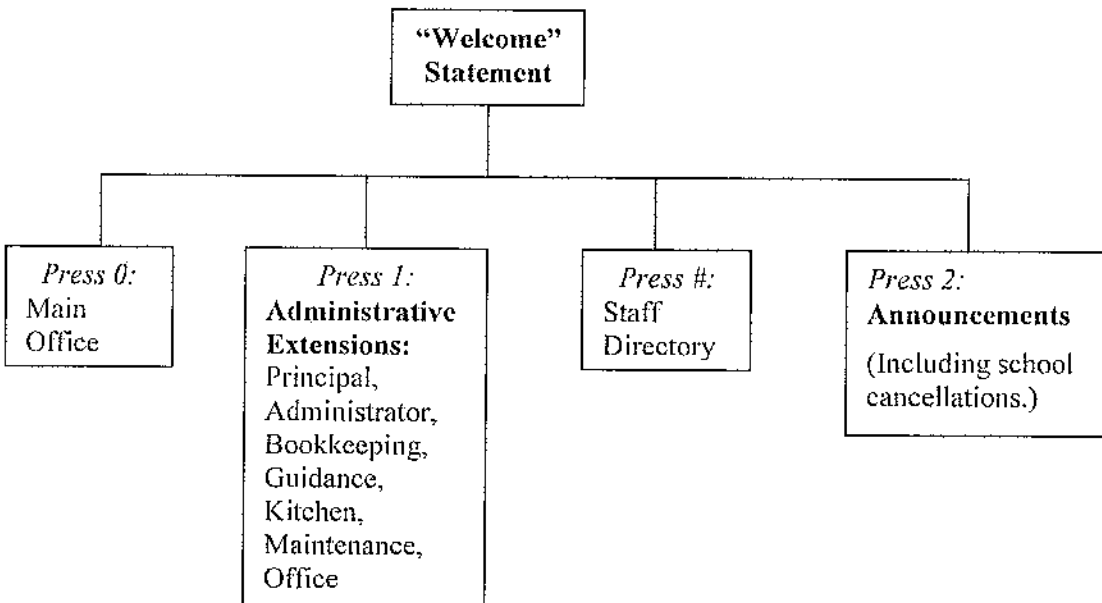 “Welcome”
Statement
Press 0:
Main
Office
Press 1:
Administrative
Extensions:
Principal,
Administrator,
Bookkeeping,
Guidance,
Kitchen,
Maintenance,
Office
Press #:
Staff
Directory
Press 2:
Announcements
(Including school
cancellations.)